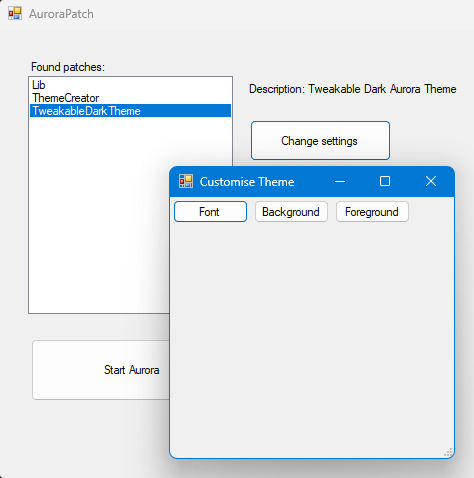 AuroraPatch
Found patches:
Lib
ThemeCreator
TweakableDarkTheme
Description: Tweakable Dark Aurora Theme
Change settings
Start Aurora
Customise Theme
Font
Background
Foreground